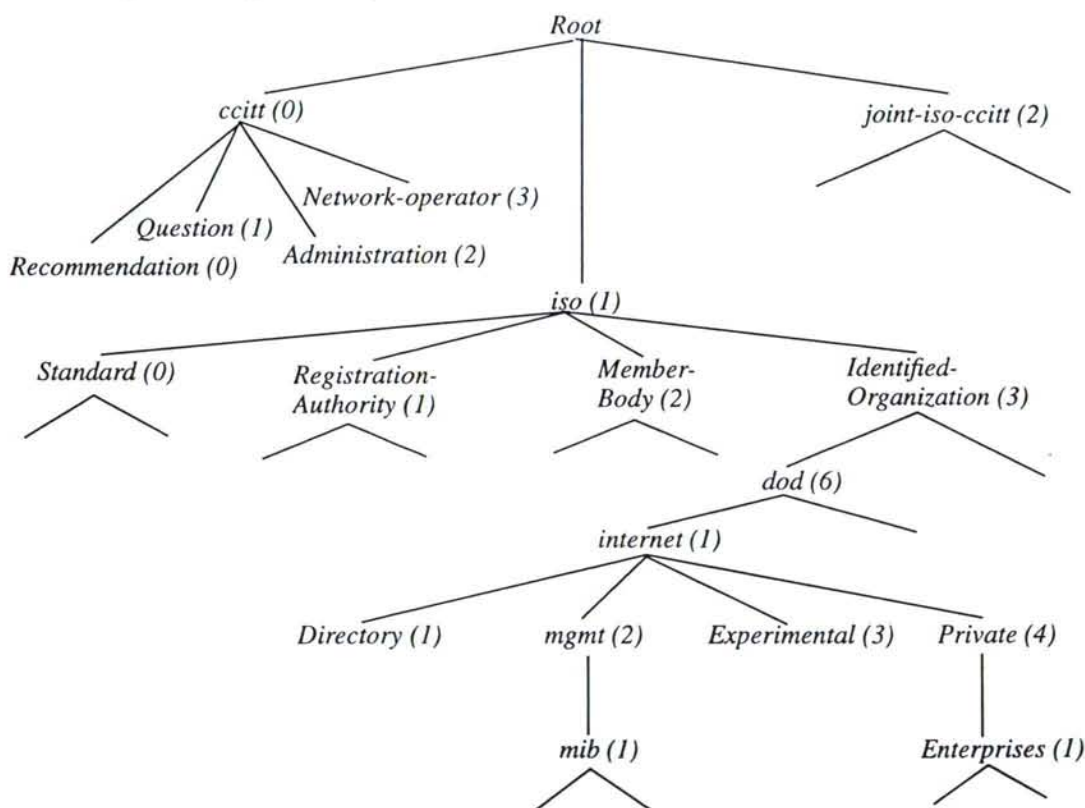 Root
ccitt (0)
joint-iso-ccitt (2)
Network-operator (3)
Question (1)
Administration (2)
Recommendation (0)
iso (1)
Standard (0)
Registration-
Authority (1)
Member-
Body (2)
Identified-
Organization (3)
dod (6)
internet (1)
Directory (1)
mgmt (2)
Experimental (3)
Private (4)
mib (1)
Enterprises (1)